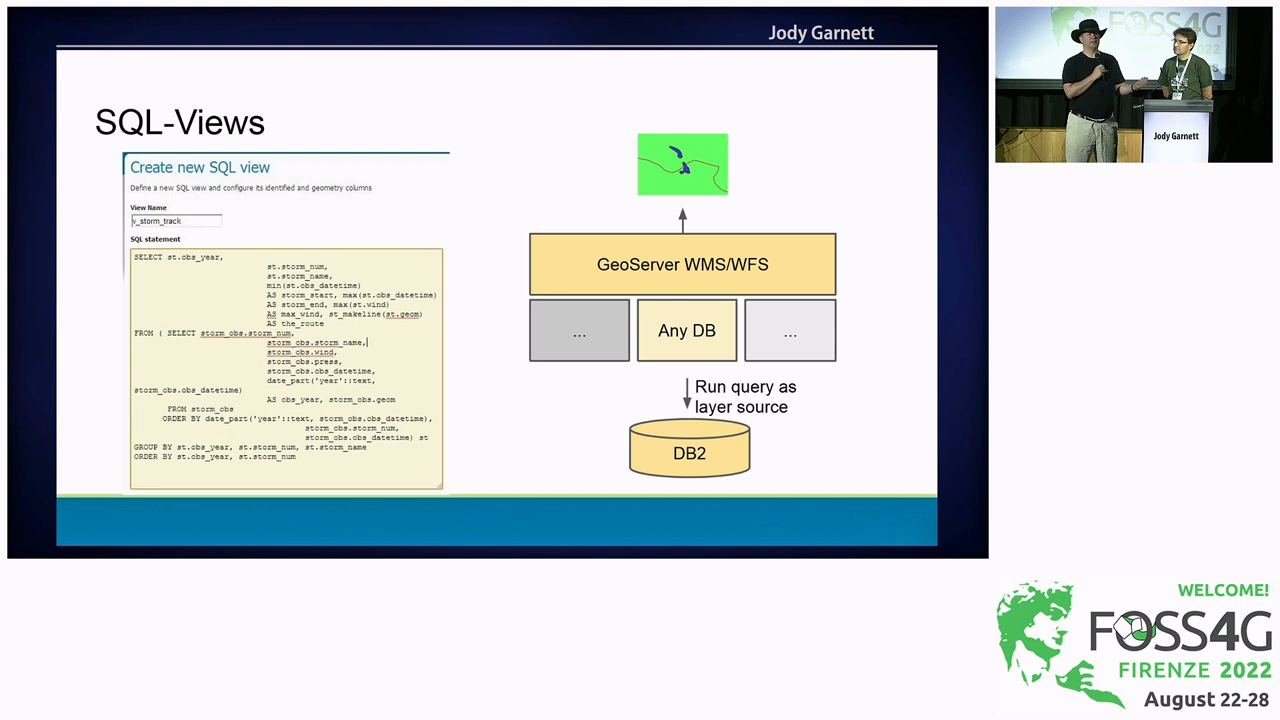 Jody Garnett
SQL-Views
Create new SQL view
Define a new SQL view and configure its identified and geometry columns
View Name
v_storm_track
SQL statement
SELECT st.obs_year,
st.storm_num,
st.storm_name,
min(st.obs_datetime)
AS storm_start, max(st.obs_datetime)
AS storm_end, max(st.wind)
AS max_wind, st_makeline(st.geom)
AS the_route
FROM ( SELECT storm_obs.storm_num,
storm_obs.storm_name,
storm_obs.wind,
storm_obs.press,
storm_obs.obs_datetime,
date_part('year'::text,
storm_obs.obs_datetime)
AS obs_year, storm_obs.geom
FROM storm_obs
ORDER BY date_part('year'::text, storm_obs.obs_datetime),
storm_obs.storm_num,
storm_obs.obs_datetime) st
GROUP BY st.obs_year, st.storm_num, st.storm_name
ORDER BY st.obs_year, st.storm_num
GeoServer WMS/WFS
...
Any DB
...
Run query as
layer source
DB2
FOSS4G
2022
Jody Garnett
WELCOME!
FOSS4G
FIRENZE 2022
August 22-28